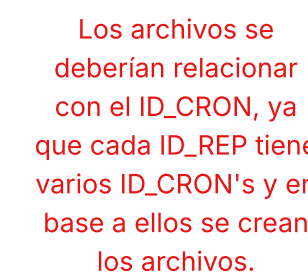 Los archivos se
deberían relacionar
con el ID_CRON, ya
que cada ID_REP tiene
varios ID_CRON's y en
base a ellos se crean
los archivos.